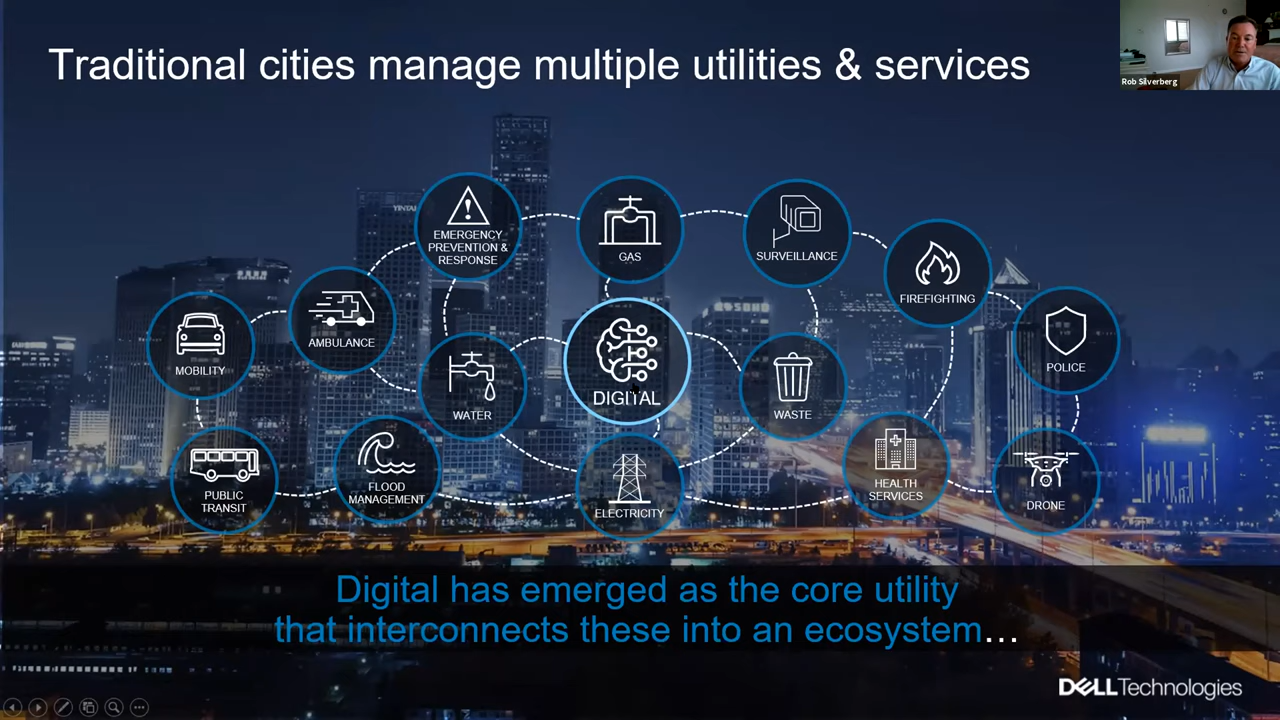 Traditional cities manage multiple utilities & services
Rob Silverberg
EMERGENCY
PREVENTION &
RESPONSE
GAS
SURVEILLANCE
FIREFIGHTING
AMBULANCE
MOBILITY
POLICE
WATER
DIGITAL
WASTE
PUBLIC
TRANSIT
FLOOD
MANAGEMENT
ELECTRICITY
HEALTH
SERVICES
DRONE
Digital has emerged as the core utility
that interconnects these into an ecosystem...
DELLTechnologies